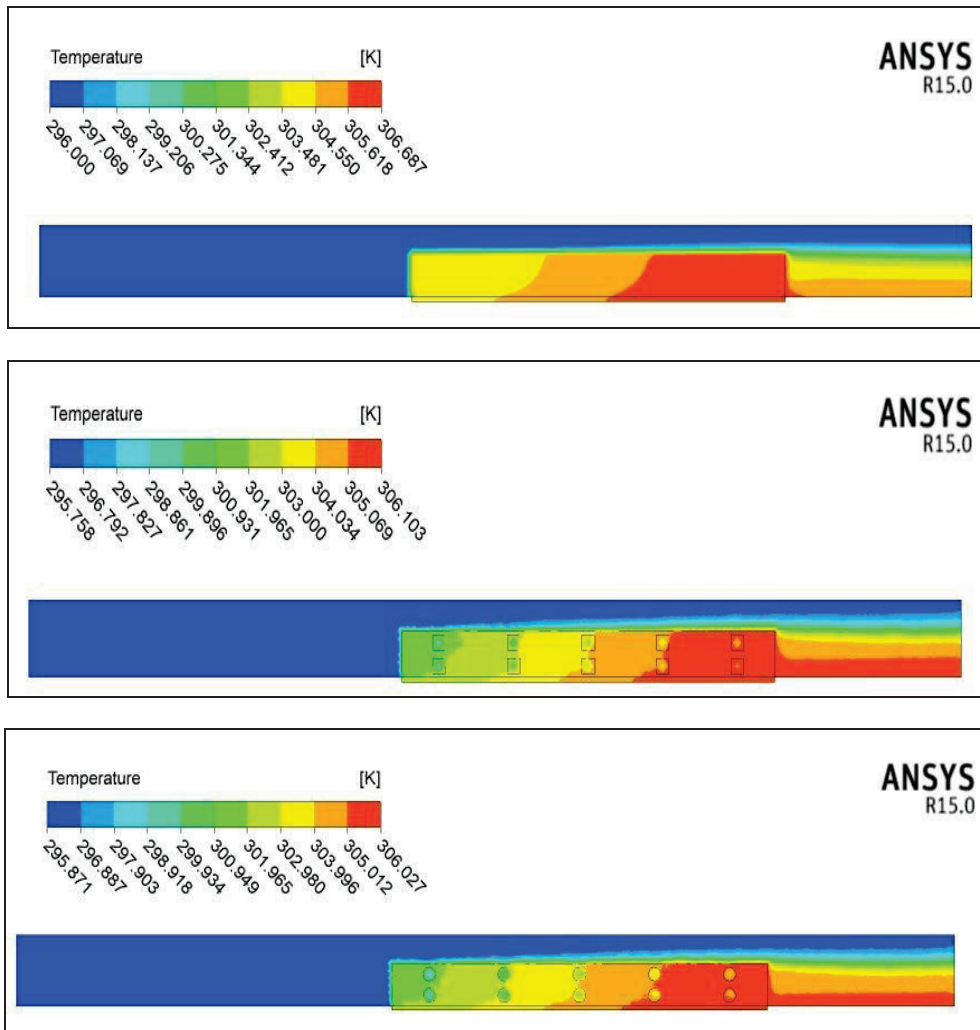 Temperature [K]
ANSYS
R15.0
296.000 297.069 298.137 299.206 300.275 301.344 302.412 303.481 304.550 305.618 306.687
Temperature [K]
ANSYS
R15.0
295.758 296.792 297.827 298.861 299.896 300.931 301.965 303.000 304.034 305.069 306.103
Temperature [K]
ANSYS
R15.0
295.871 296.887 297.903 298.918 299.934 300.949 301.965 302.980 303.996 305.012 306.027